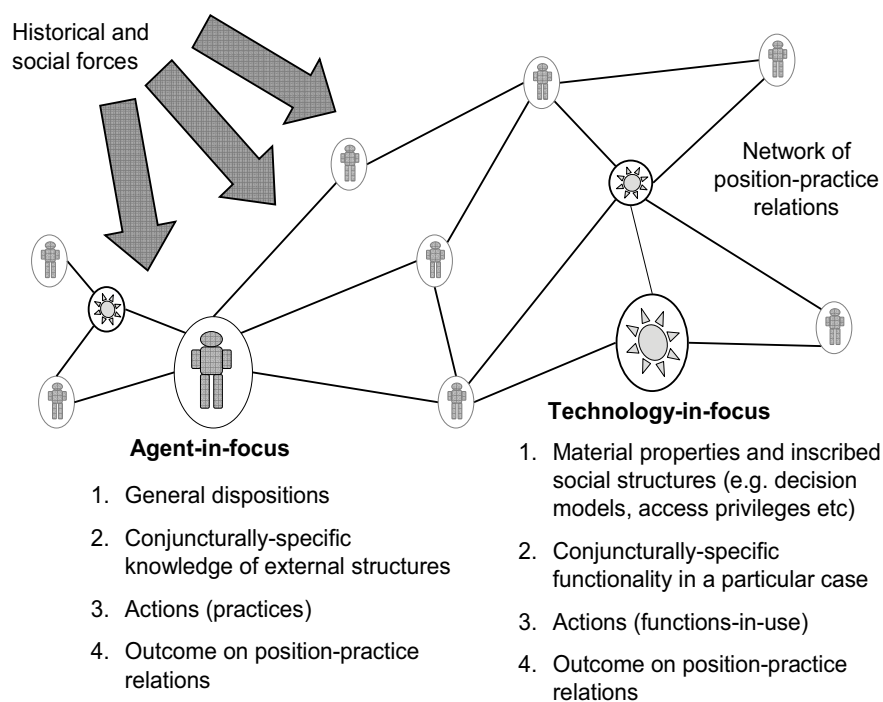 Historical and
social forces
Network of
position-practice
relations
Agent-in-focus
1. General dispositions
2. Conjuncturally-specific
knowledge of external structures
3. Actions (practices)
4. Outcome on position-practice
relations
Technology-in-focus
1. Material properties and inscribed
social structures (e.g. decision
models, access privileges etc)
2. Conjuncturally-specific
functionality in a particular case
3. Actions (functions-in-use)
4. Outcome on position-practice
relations